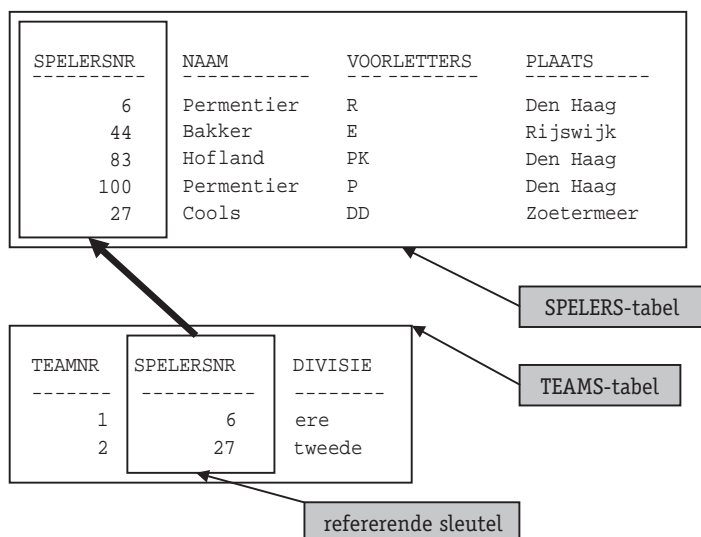 SPELERSNR NAAM VOORLETTERS PLAATS
---------- ----------- ----------- -----------
6 Permentier R Den Haag
44 Bakker E Rijswijk
83 Hofland PK Den Haag
100 Permentier P Den Haag
27 Cools DD Zoetermeer
SPELERS-tabel
TEAMNR SPELERSNR DIVISIE
------- ---------- --------
1 6 ere
2 27 tweede
TEAMS-tabel
refererende sleutel